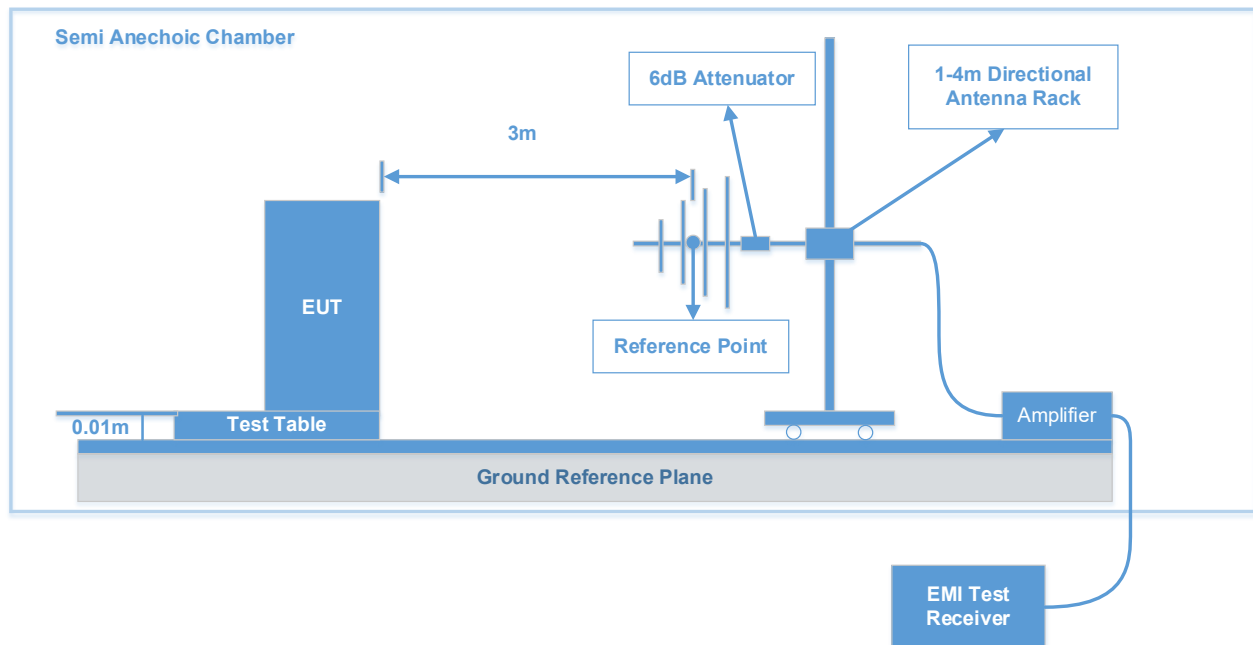 Semi Anechoic Chamber
6dB Attenuator
1-4m Directional
Antenna Rack
3m
EUT
Reference Point
0.01m
Test Table
Amplifier
Ground Reference Plane
EMI Test
Receiver